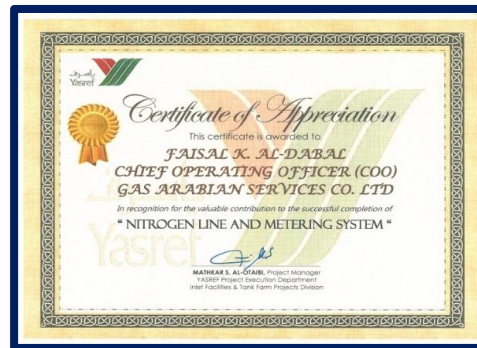 ياسرف
Yasref
Certificate of Appreciation
This certificate is awarded to
FAISAL K. AL-DABAL
CHIEF OPERATING OFFICER (COO)
GAS ARABIAN SERVICES CO. LTD
In recognition for the valuable contribution to the successful completion of
“ NITROGEN LINE AND METERING SYSTEM “
Yasref
MATHKAR S. AL-OTAIBI, Project Manager
YASREF Project Execution Department
Inlet Facilities & Tank Farm Projects Division